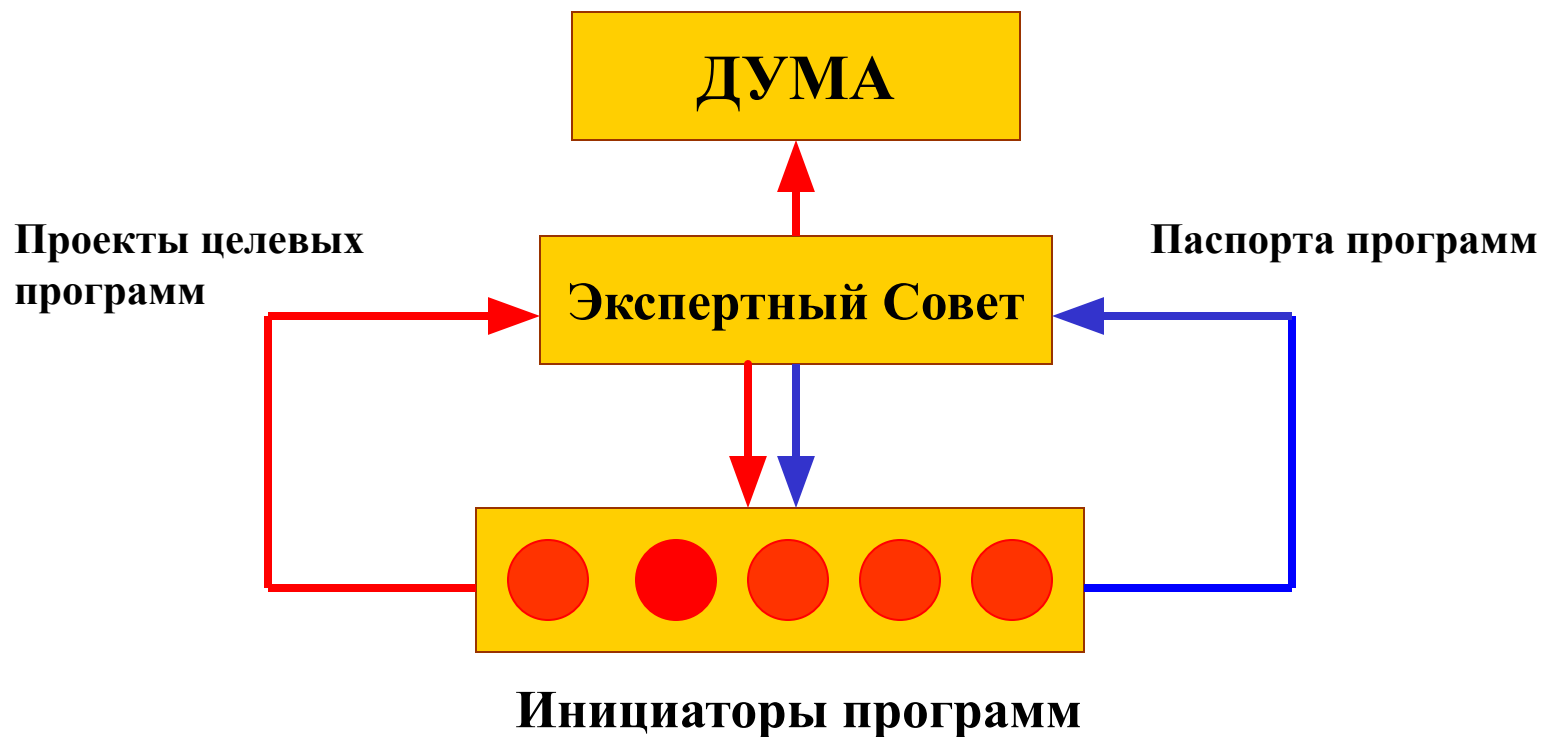 ДУМА
Проекты целевых
программ
Паспорта программ
Экспертный Совет
Инициаторы программ